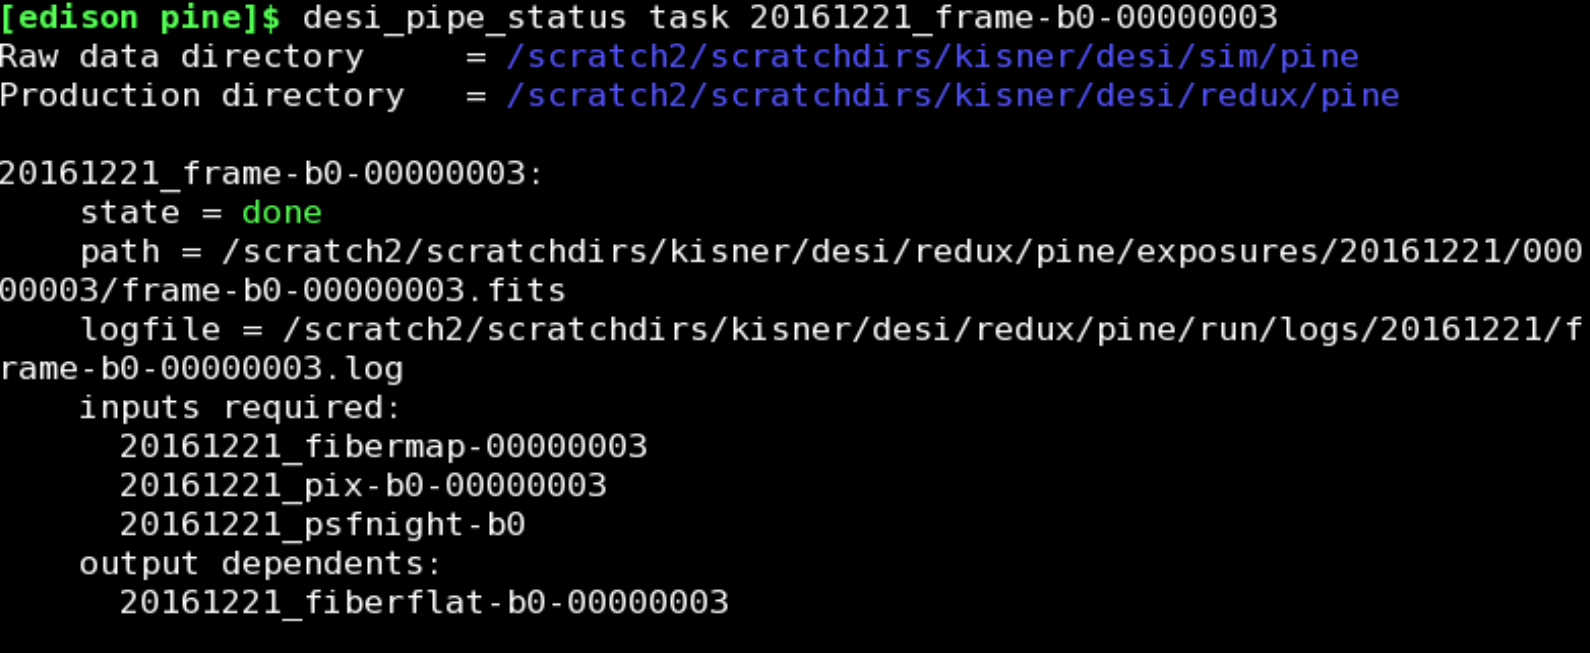 [edison pine]$ desi_pipe_status task 20161221_frame-b0-00000003
Raw data directory     = /scratch2/scratchdirs/kisner/desi/sim/pine
Production directory   = /scratch2/scratchdirs/kisner/desi/redux/pine
20161221_frame-b0-00000003:
    state = done
    path = /scratch2/scratchdirs/kisner/desi/redux/pine/exposures/20161221/000
00003/frame-b0-00000003.fits
    logfile = /scratch2/scratchdirs/kisner/desi/redux/pine/run/logs/20161221/f
rame-b0-00000003.log
    inputs required:
      20161221_fibermap-00000003
      20161221_pix-b0-00000003
      20161221_psfnight-b0
    output dependents:
      20161221_fiberflat-b0-00000003